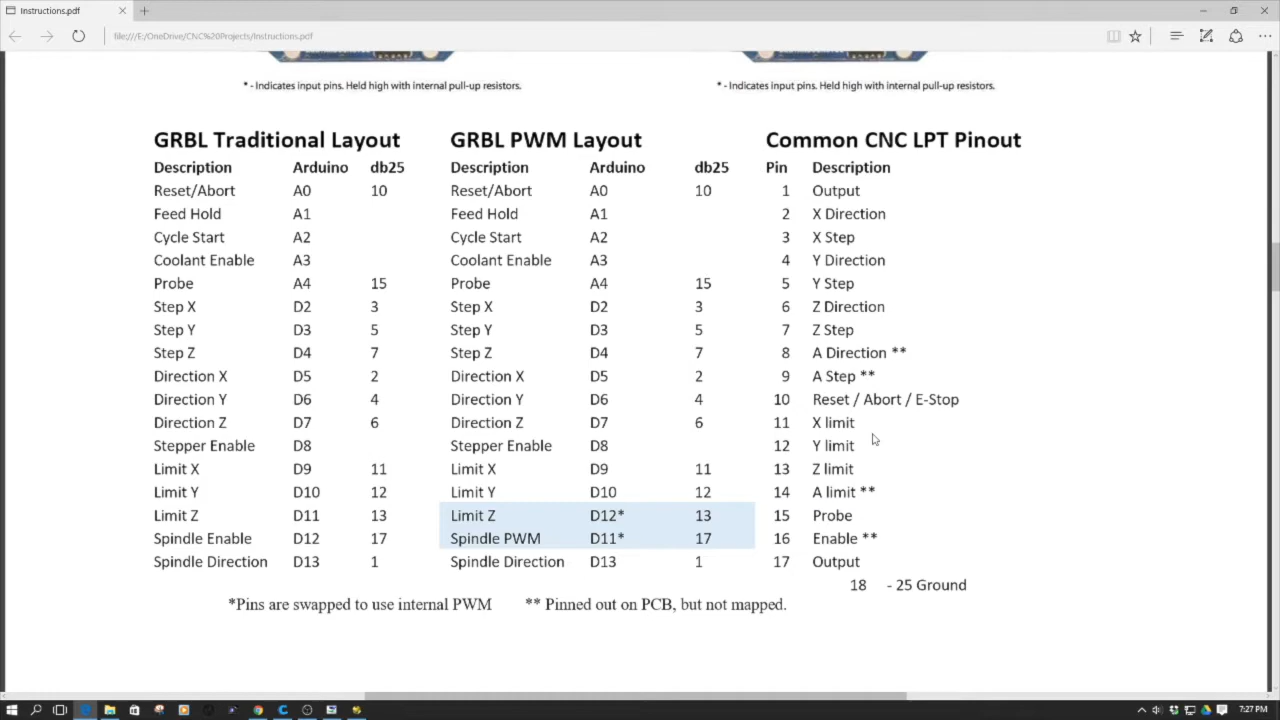 Instructions.pdf
file:///E:/OneDrive/CNC%20Projects/Instructions.pdf
* - Indicates input pins. Held high with internal pull-up resistors. * - Indicates input pins. Held high with internal pull-up resistors.
GRBL Traditional Layout GRBL PWM Layout Common CNC LPT Pinout
Description Arduino db25 Description Arduino db25 Pin Description
Reset/Abort A0 10 Reset/Abort A0 10 1 Output
Feed Hold A1 Feed Hold A1 2 X Direction
Cycle Start A2 Cycle Start A2 3 X Step
Coolant Enable A3 Coolant Enable A3 4 Y Direction
Probe A4 15 Probe A4 15 5 Y Step
Step X D2 3 Step X D2 3 6 Z Direction
Step Y D3 5 Step Y D3 5 7 Z Step
Step Z D4 7 Step Z D4 7 8 A Direction **
Direction X D5 2 Direction X D5 2 9 A Step **
Direction Y D6 4 Direction Y D6 4 10 Reset / Abort / E-Stop
Direction Z D7 6 Direction Z D7 6 11 X limit
Stepper Enable D8 Stepper Enable D8 12 Y limit
Limit X D9 11 Limit X D9 11 13 Z limit
Limit Y D10 12 Limit Y D10 12 14 A limit **
Limit Z D11 13 Limit Z D12* 13 15 Probe
Spindle Enable D12 17 Spindle PWM D11* 17 16 Enable **
Spindle Direction D13 1 Spindle Direction D13 1 17 Output
18 - 25 Ground
*Pins are swapped to use internal PWM ** Pinned out on PCB, but not mapped.
7:27 PM